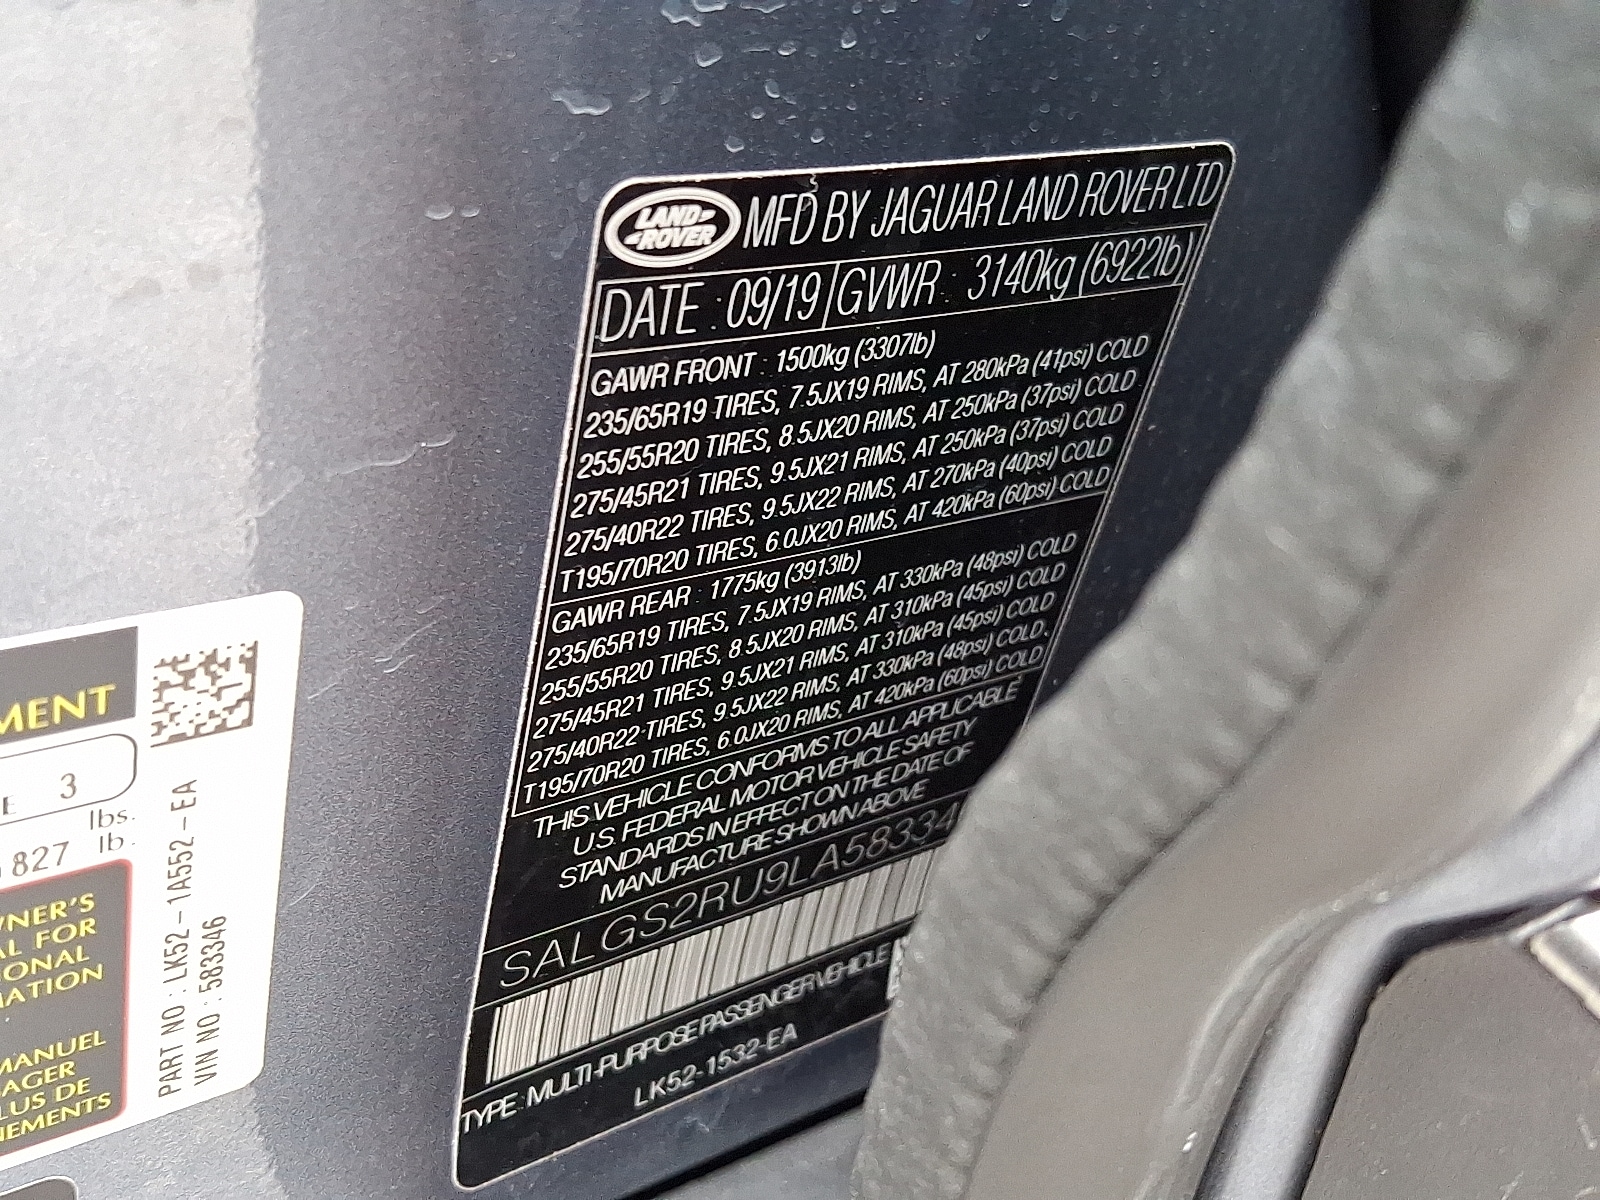 LAND-
-ROVER
MFD BY JAGUAR LAND ROVER LTD
DATE : 09/19 GVWR : 3140kg (6922lb)
GAWR FRONT : 1500kg (3307lb)
235/65R19 TIRES, 7.5JX19 RIMS, AT 280kPa (41psi) COLD
255/55R20 TIRES, 8.5JX20 RIMS, AT 250kPa (37psi) COLD
275/45R21 TIRES, 9.5JX21 RIMS, AT 250kPa (37psi) COLD
275/40R22 TIRES, 9.5JX22 RIMS, AT 270kPa (40psi) COLD
T195/70R20 TIRES, 6.0JX20 RIMS, AT 420kPa (60psi) COLD
GAWR REAR : 1775kg (3913lb)
235/65R19 TIRES, 7.5JX19 RIMS, AT 330kPa (48psi) COLD
255/55R20 TIRES, 8.5JX20 RIMS, AT 310kPa (45psi) COLD
275/45R21 TIRES, 9.5JX21 RIMS, AT 310kPa (45psi) COLD
275/40R22 TIRES, 9.5JX22 RIMS, AT 330kPa (48psi) COLD
T195/70R20 TIRES, 6.0JX20 RIMS, AT 420kPa (60psi) COLD
THIS VEHICLE CONFORMS TO ALL APPLICABLE
U.S. FEDERAL MOTOR VEHICLE SAFETY
STANDARDS IN EFFECT ON THE DATE OF
MANUFACTURE SHOWN ABOVE
SALGS2RU9LA58334
TYPE : MULTI-PURPOSE PASSENGER VEHICLE
LK52-1532-EA
MENT
E 3
lbs.
827 lb.
WNER'S
AL FOR
IONAL
MATION
MANUEL
AGER
LUS DE
NEMENTS
PART NO : LK52-1A552-EA
VIN NO : 583346